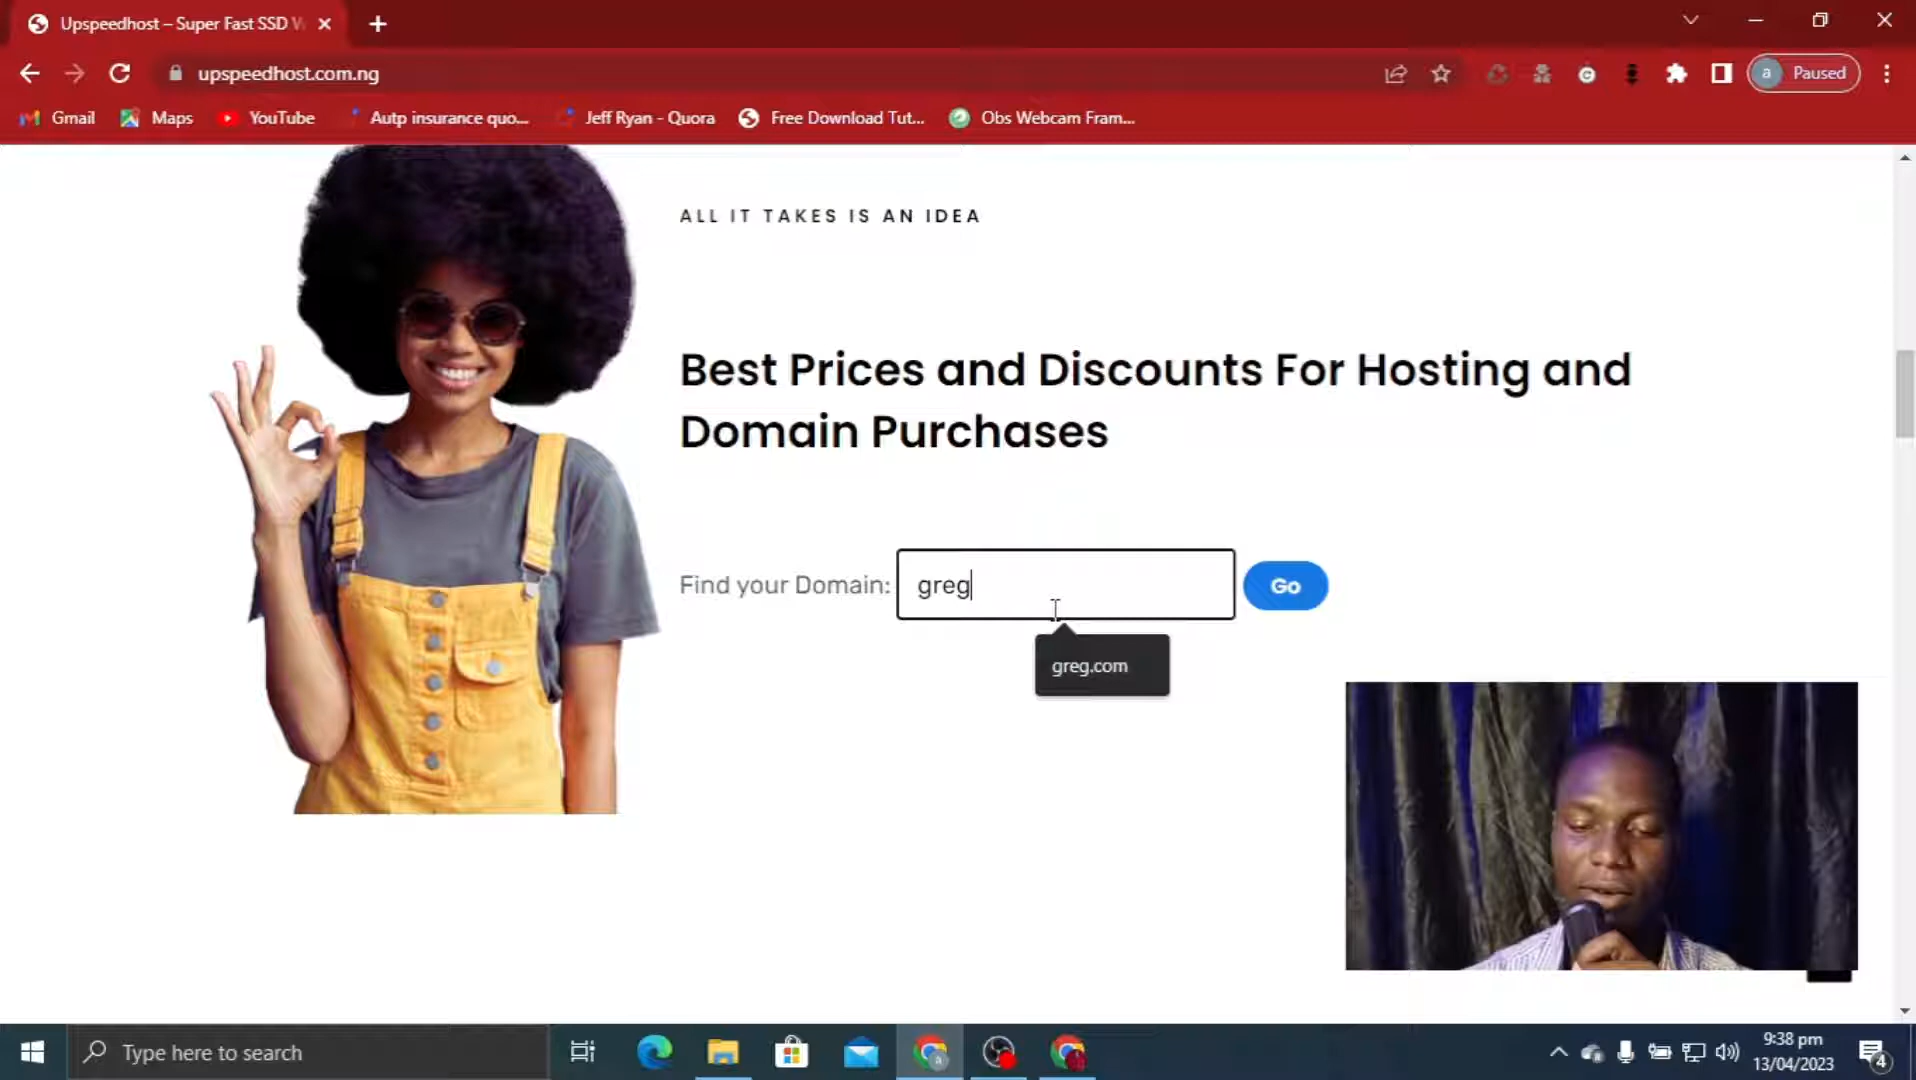 Upspeedhost – Super Fast SSD W
upspeedhost.com.ng
a Paused
Gmail
Maps
YouTube
Autp insurance quo...
Jeff Ryan - Quora
Free Download Tut...
Obs Webcam Fram...
ALL IT TAKES IS AN IDEA
Best Prices and Discounts For Hosting and
Domain Purchases
Find your Domain: greg Go
greg.com
Type here to search
9:38 pm
13/04/2023
4